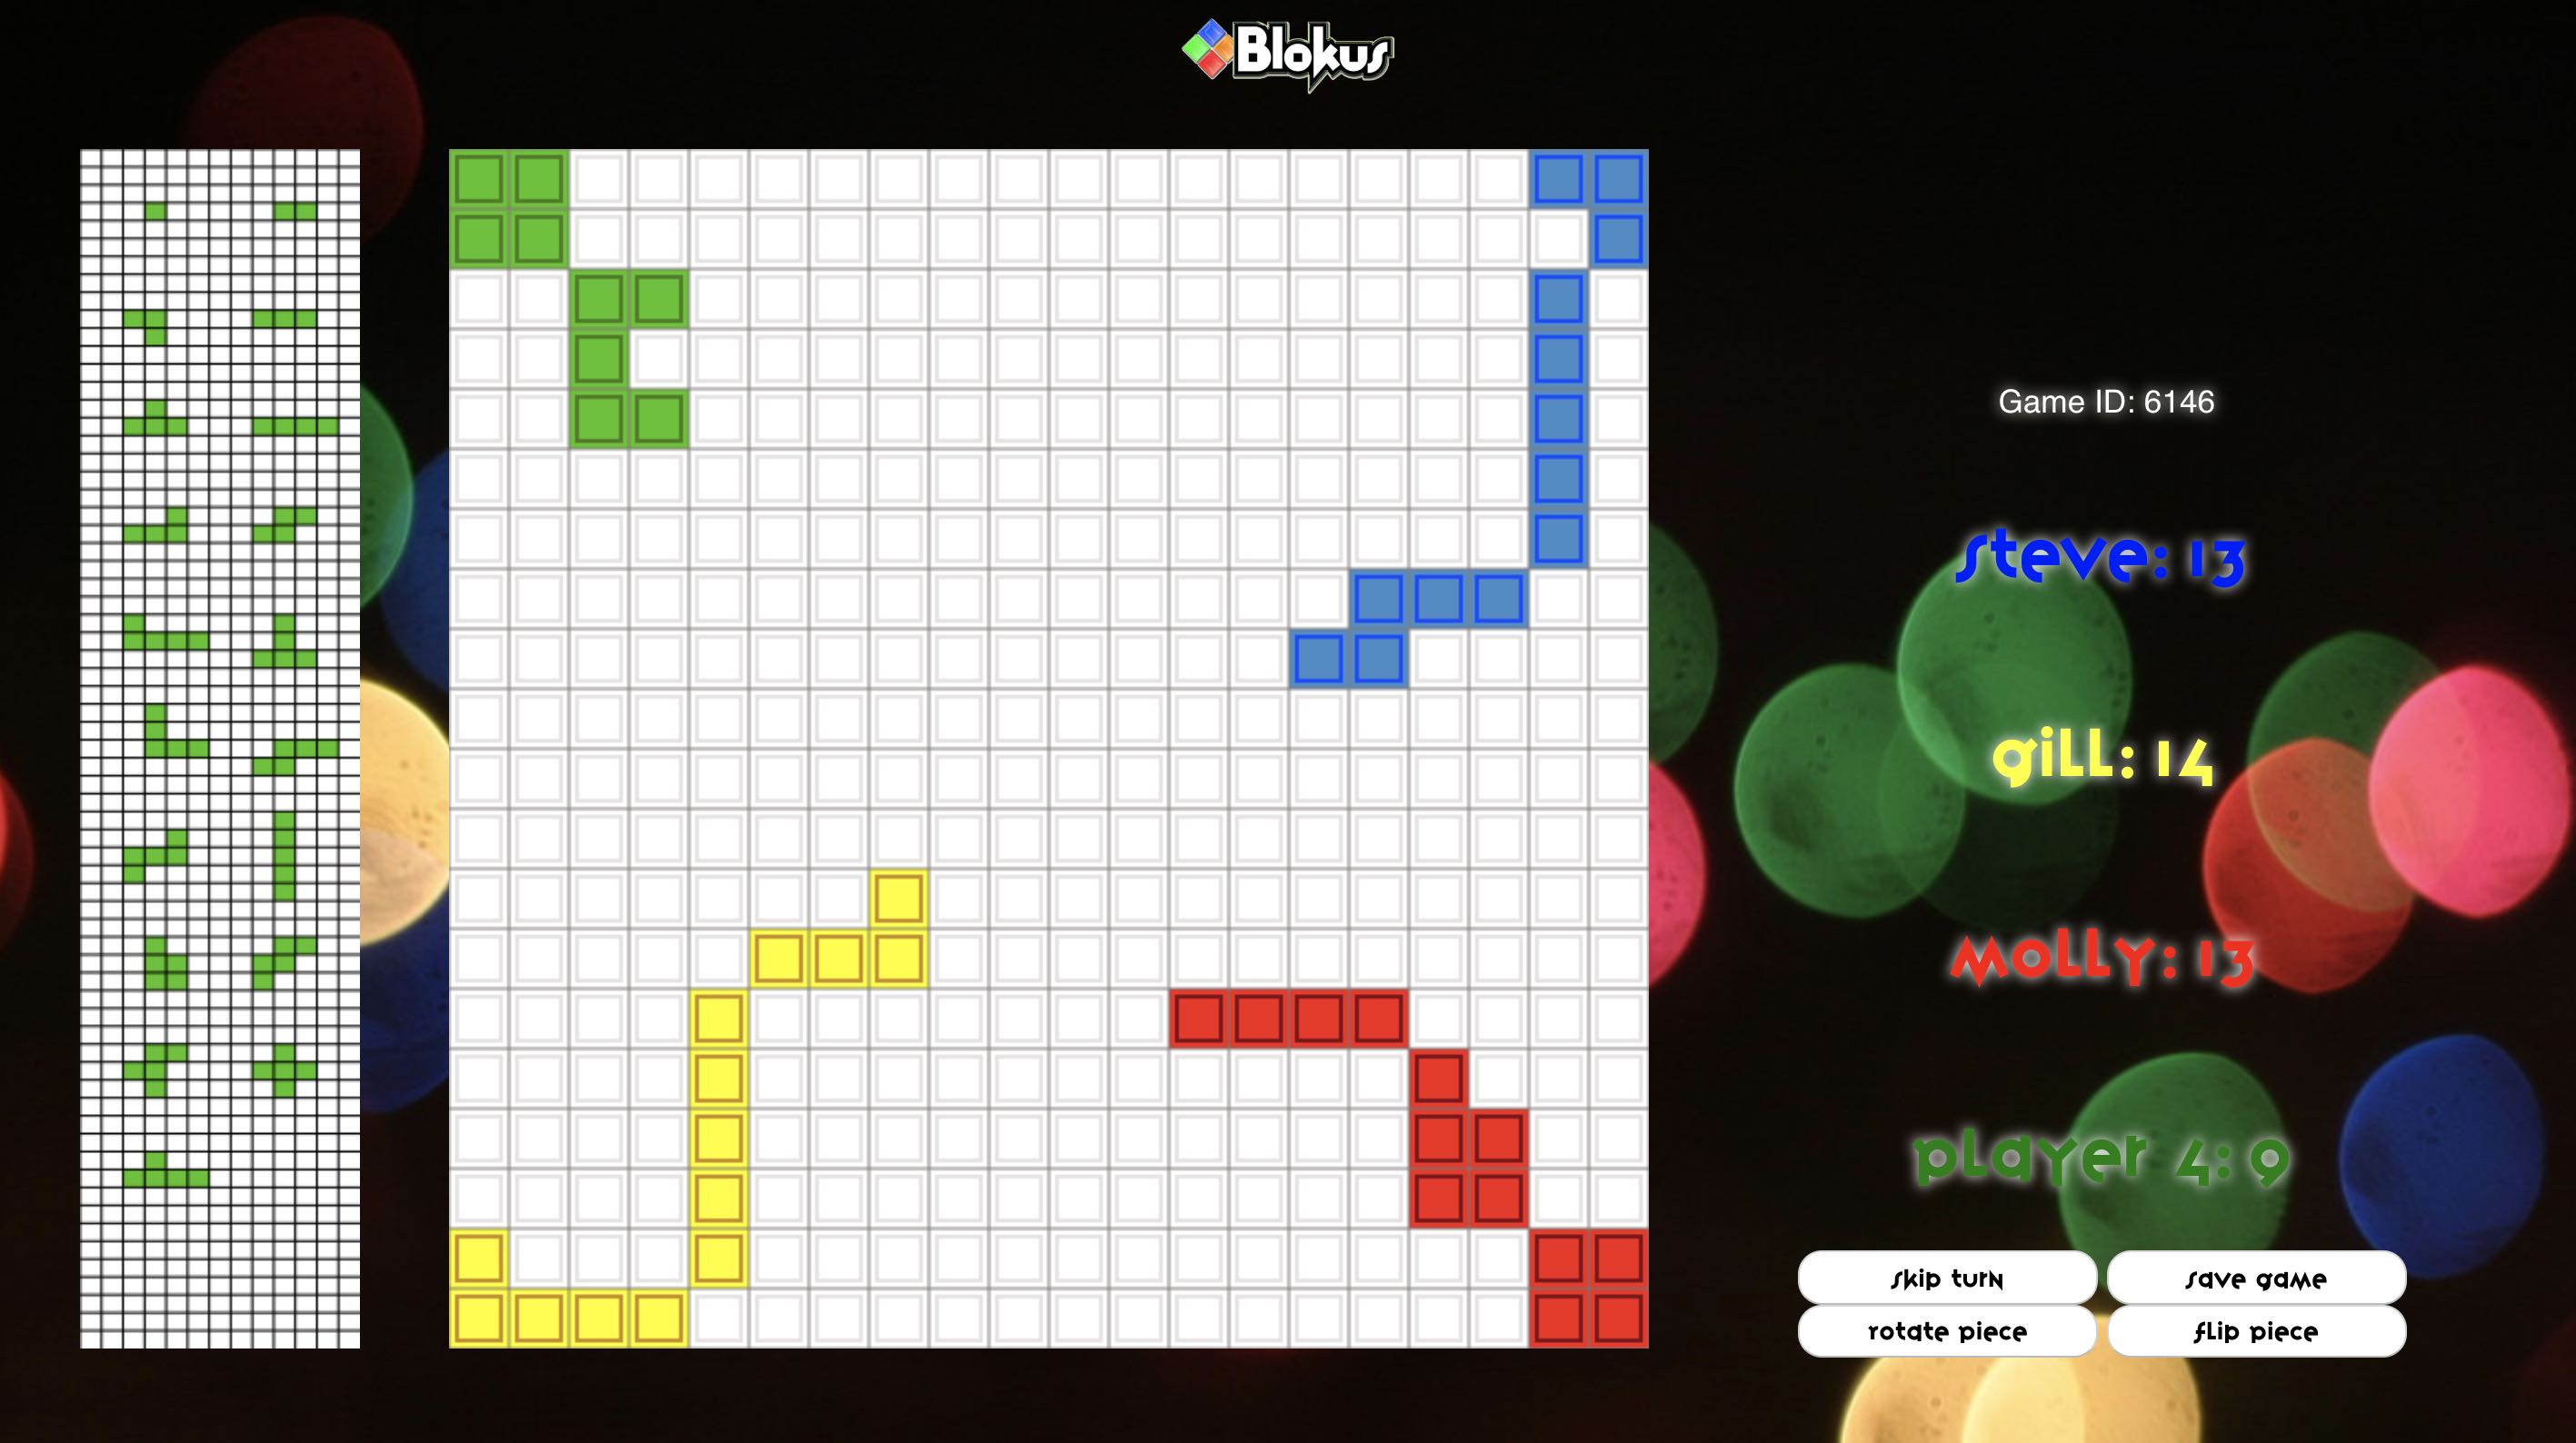 Blokus
Game ID: 6146
steve: 13
gill: 14
molly: 13
player 4: 9
skip turn
save game
rotate piece
flip piece